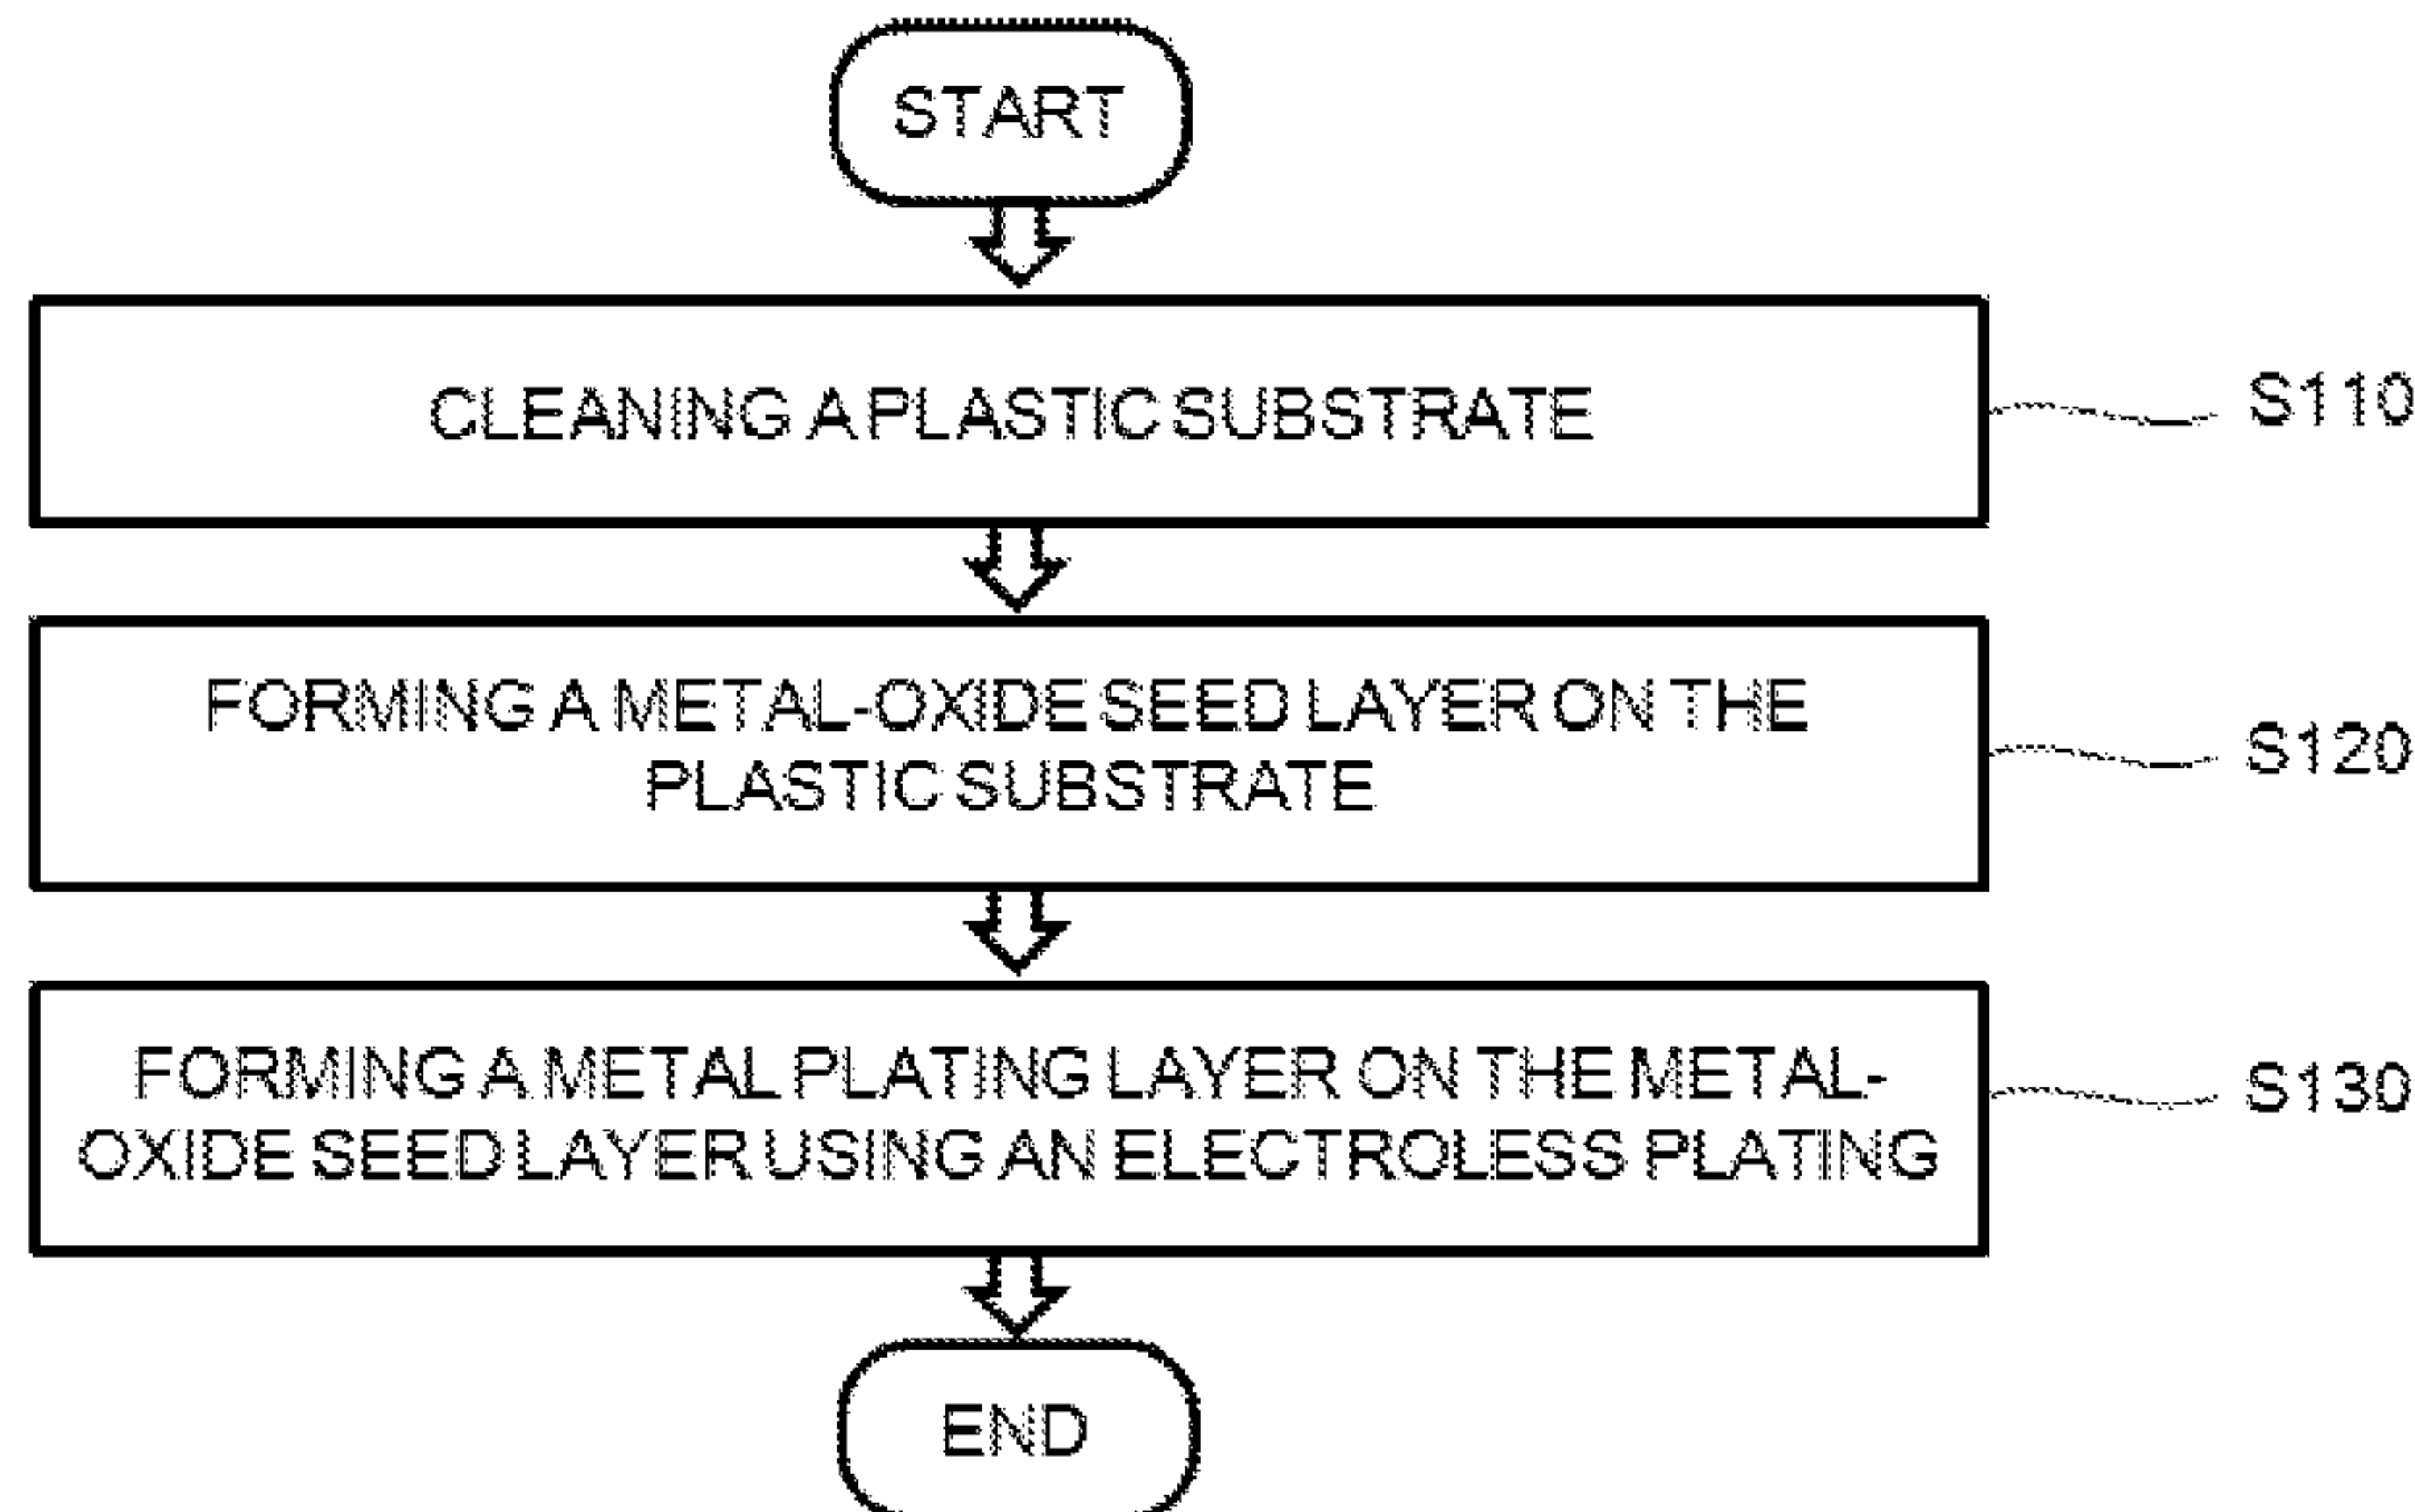 START
CLEANING A PLASTIC SUBSTRATE
S110
FORMING A METAL-OXIDE SEED LAYER ON THE
PLASTIC SUBSTRATE
S120
FORMING A METAL PLATING LAYER ON THE METAL-
OXIDE SEED LAYER USING AN ELECTROLESS PLATING
S130
END